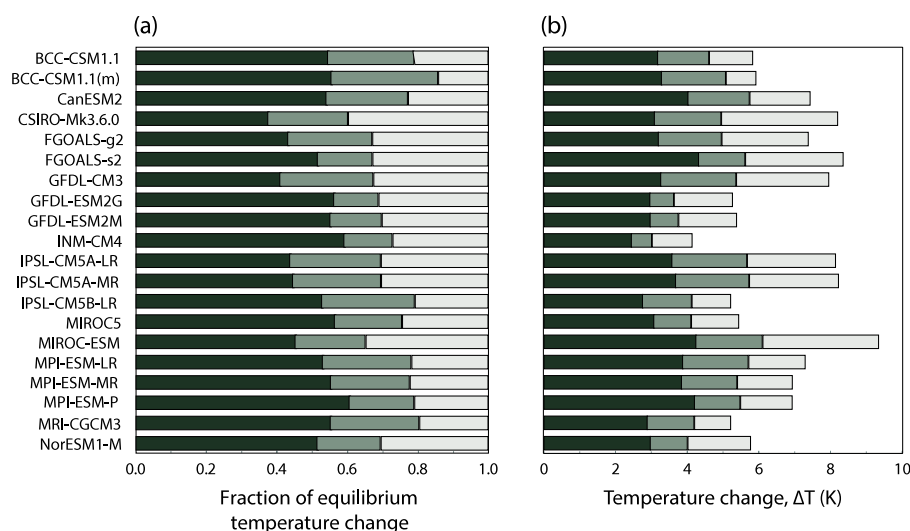 (a)
(b)
BCC-CSM1.1
BCC-CSM1.1(m)
CanESM2
CSIRO-Mk3.6.0
FGOALS-g2
FGOALS-s2
GFDL-CM3
GFDL-ESM2G
GFDL-ESM2M
INM-CM4
IPSL-CM5A-LR
IPSL-CM5A-MR
IPSL-CM5B-LR
MIROC5
MIROC-ESM
MPI-ESM-LR
MPI-ESM-MR
MPI-ESM-P
MRI-CGCM3
NorESM1-M
0.0 0.2 0.4 0.6 0.8 1.0
Fraction of equilibrium
temperature change
0 2 4 6 8 10
Temperature change, ΔT (K)